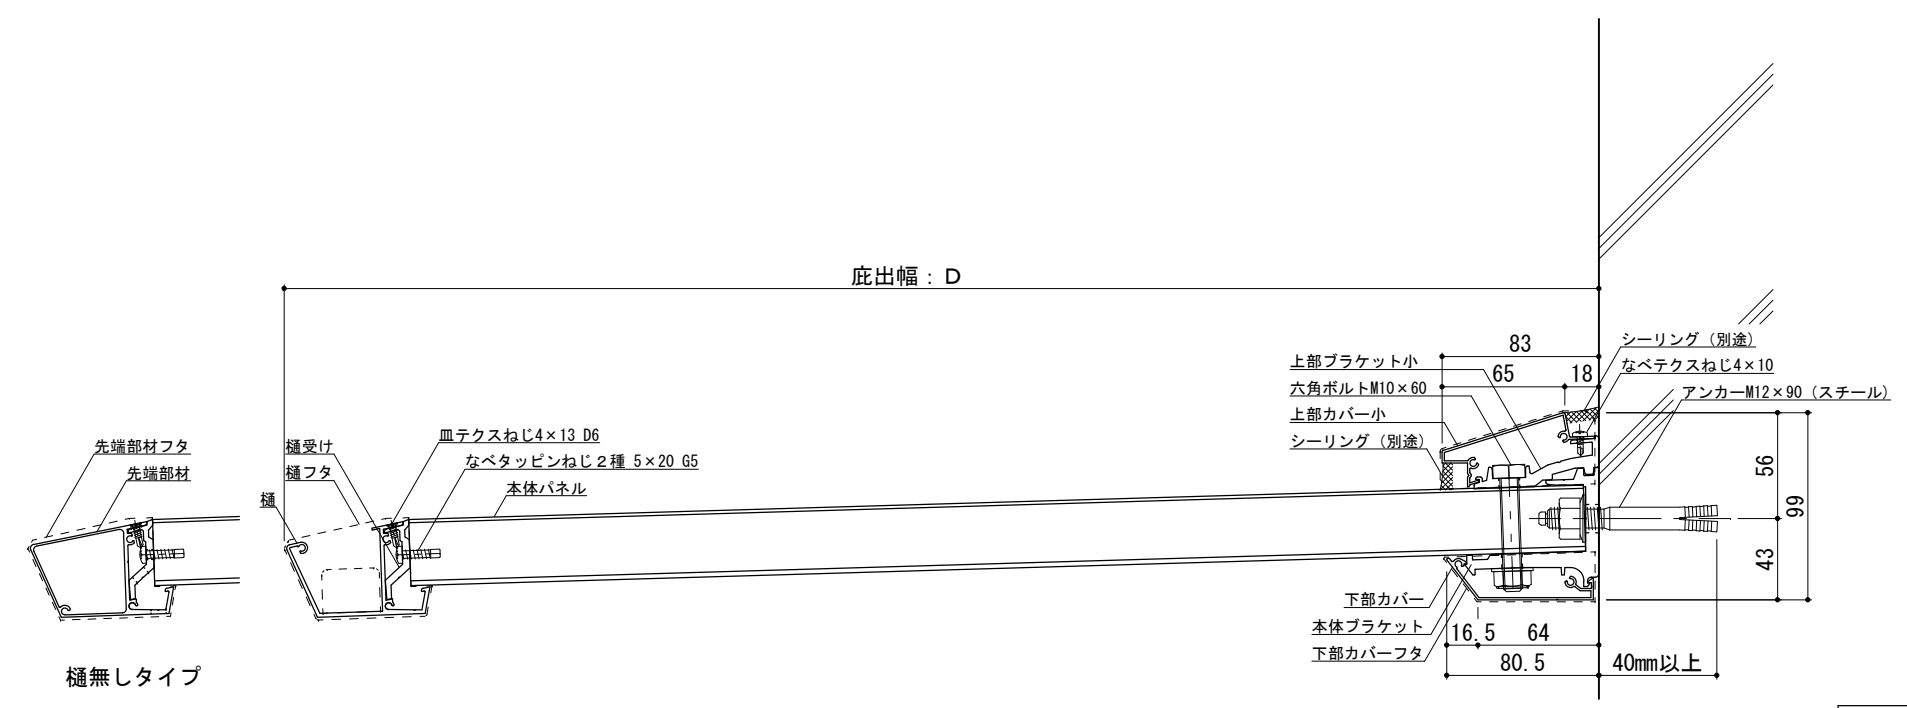 庇出幅：D
83
65
18
シーリング（別途）
なベテクスねじ4×10
アンカーM12×90（スチール）
上部ブラケット小
六角ボルトM10×60
上部カバー小
シーリング（別途）
先端部材フタ
先端部材
樋受け
樋フタ
樋
皿テクスねじ4×13 D6
なベタッピンねじ２種 5×20 G5
本体パネル
56
99
43
下部カバー
本体ブラケット
下部カバーフタ
16.5
64
80.5
40mm以上
樋無しタイプ